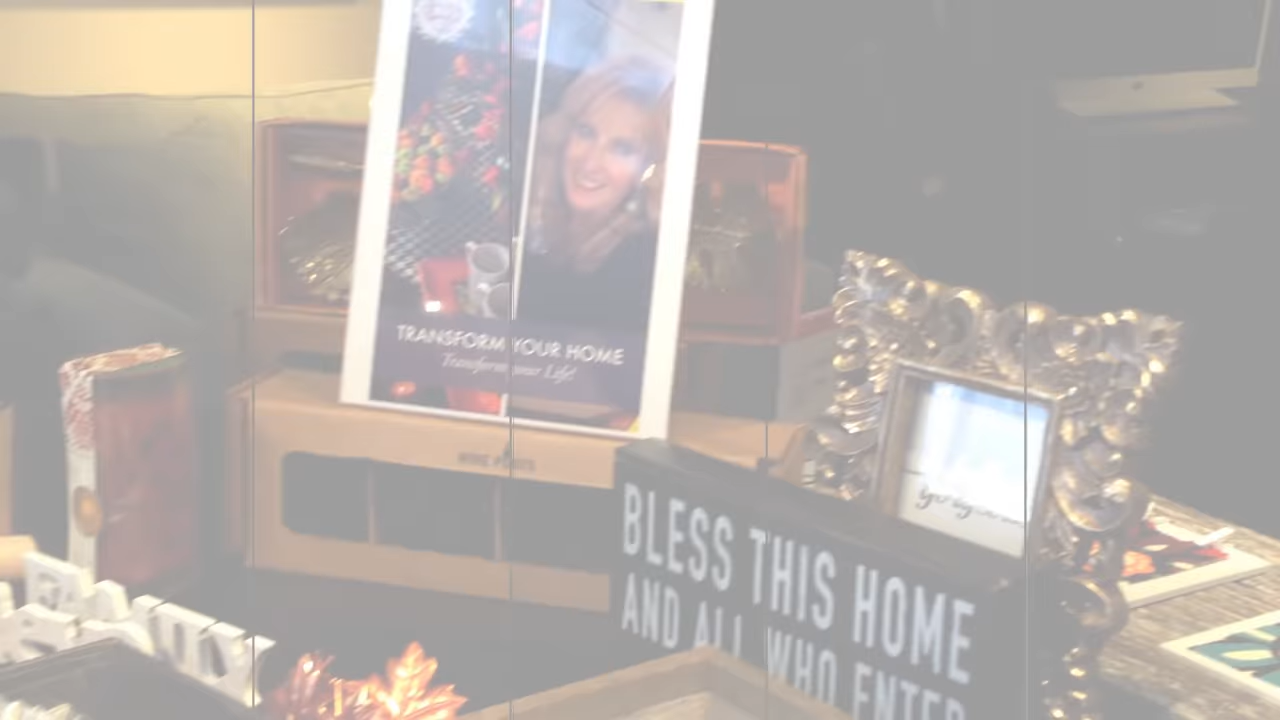 TRANSFORM YOUR HOME
Transform your Life!
BLESS THIS HOME
AND ALL WHO ENTER